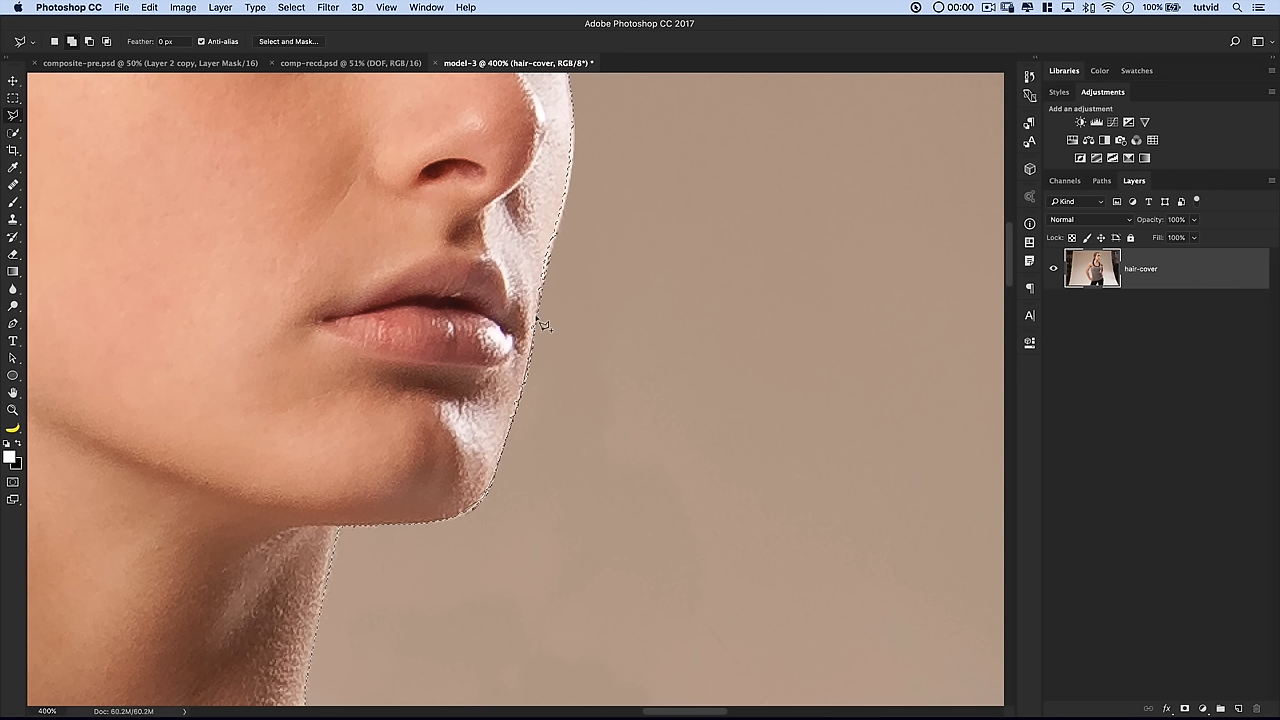 Photoshop CC File Edit Image Layer Type Select Filter 3D View Window Help 00:00 100%
Adobe Photoshop CC 2017
Feather: 0 px Anti-alias Select and Mask...
× composite-pre.psd @ 50% (Layer 2 copy, Layer Mask/16) × comp-recd.psd @ 51% (DOF, RGB/16) × model-3 @ 400% (hair-cover, RGB/8*) *
Libraries Color Swatches
Styles Adjustments
Add an adjustment
Channels Paths Layers
Kind
Normal Opacity: 100%
Lock: Fill: 100%
hair-cover
400% Doc: 60.2M/60.2M